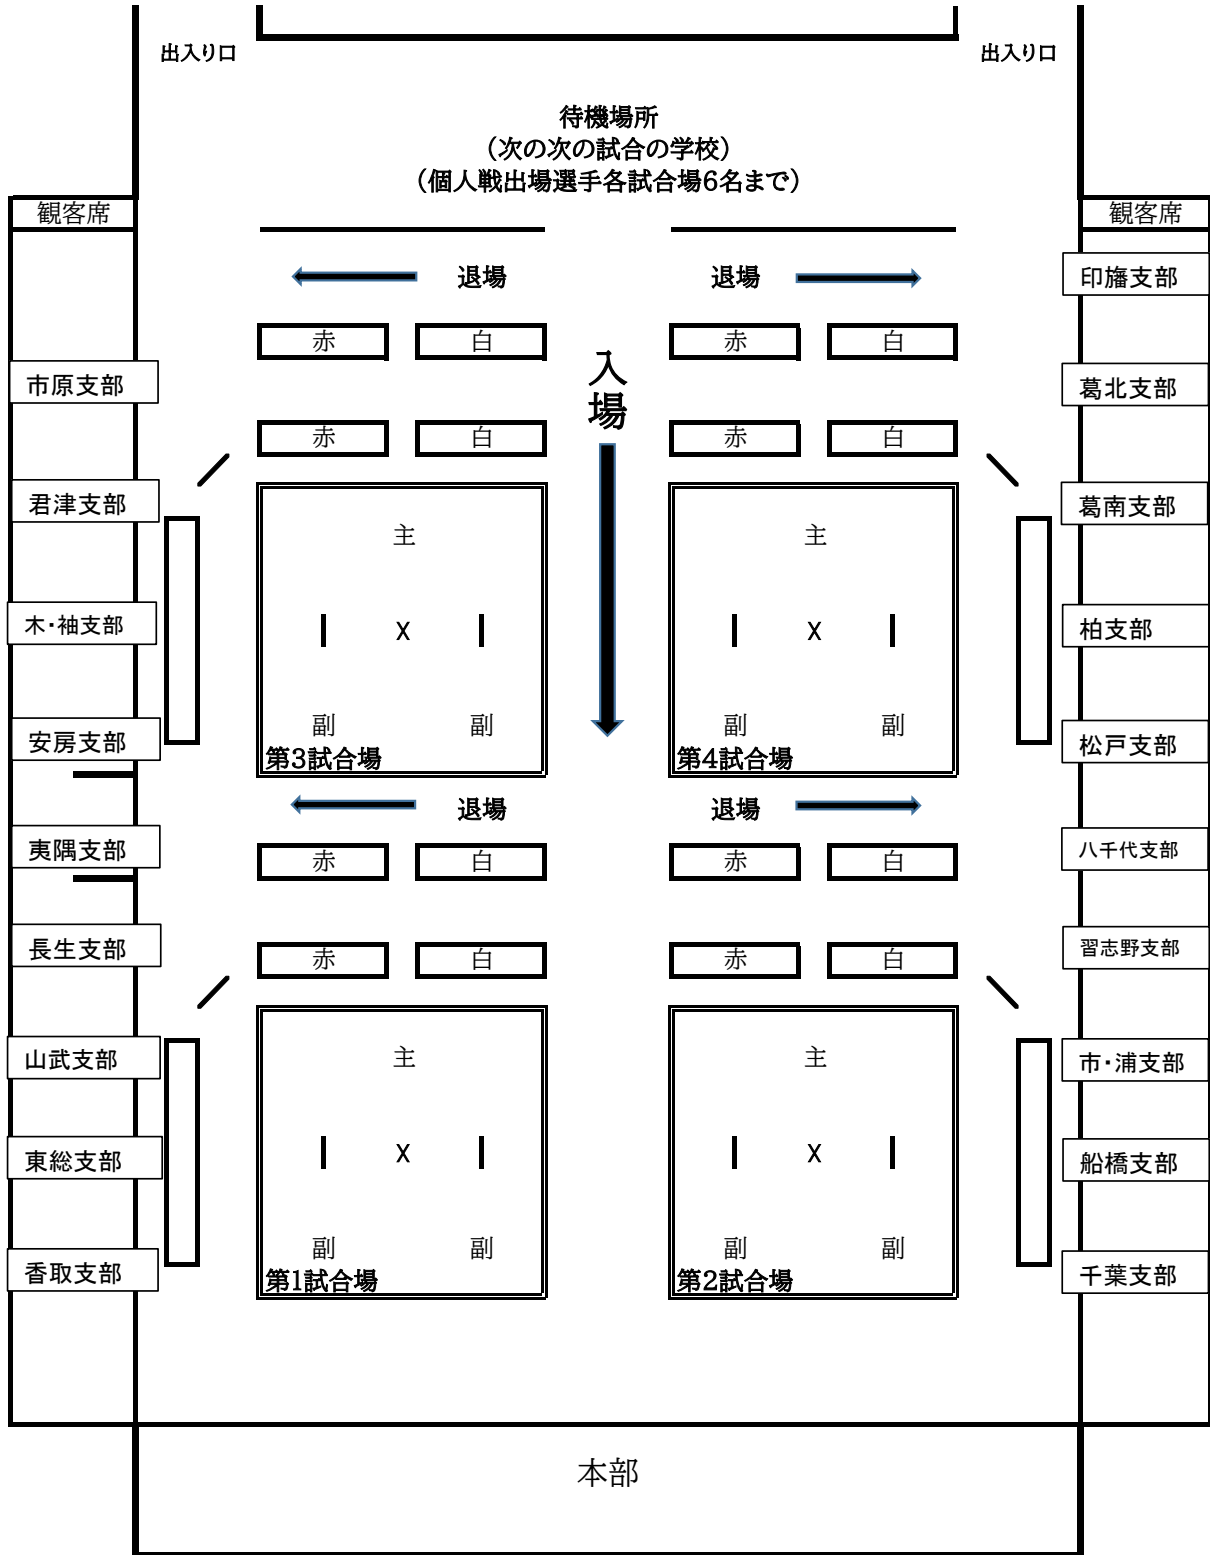 出入り口
出入り口
待機場所
（次の次の試合の学校）
（個人戦出場選手各試合場6名まで）
観客席
観客席
退場
退場
印旛支部
赤
白
赤
白
入場
市原支部
葛北支部
赤
白
赤
白
君津支部
葛南支部
主
主
木・袖支部
X
X
柏支部
副
副
副
副
安房支部
松戸支部
第3試合場
第4試合場
退場
退場
夷隅支部
赤
白
赤
白
八千代支部
長生支部
赤
白
赤
白
習志野支部
山武支部
主
主
市・浦支部
東総支部
X
X
船橋支部
副
副
副
副
香取支部
第1試合場
第2試合場
千葉支部
本部